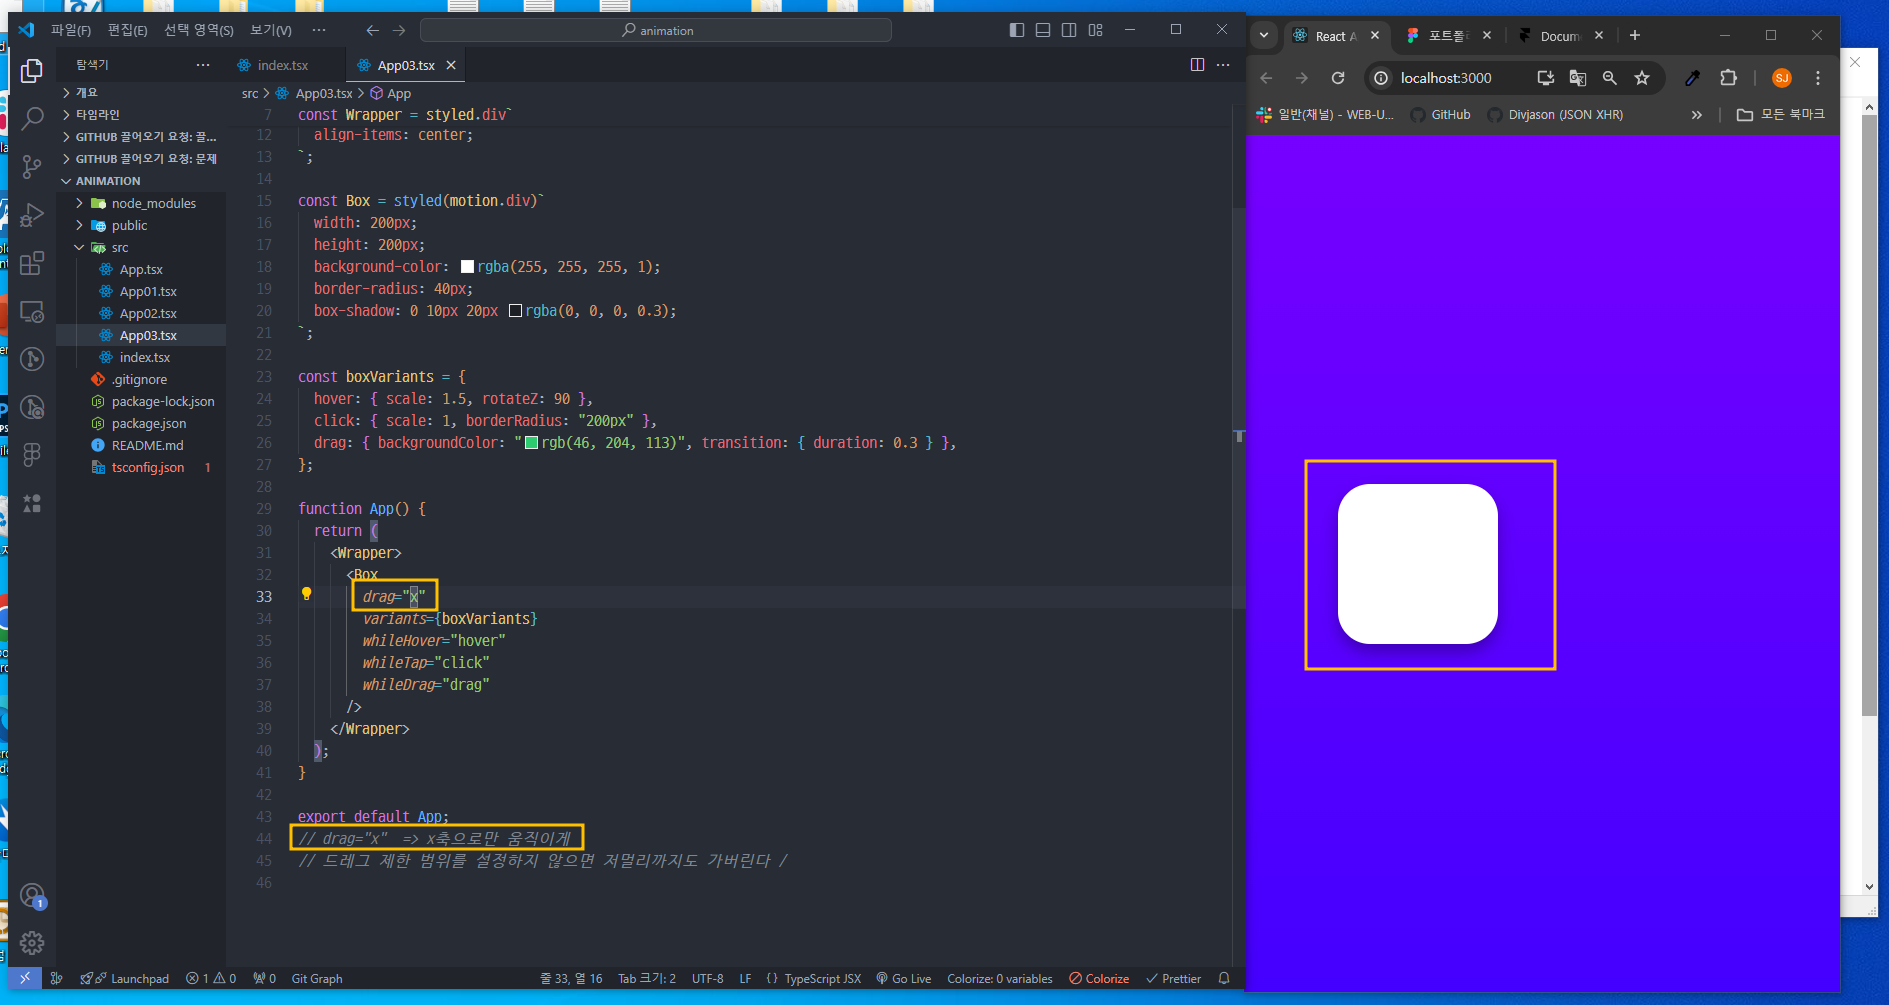 파일(F) 편집(E) 선택 영역(S) 보기(V) ··· animation
탐색기 ···
개요
타임라인
GITHUB 끌어오기 요청: 끌...
GITHUB 끌어오기 요청: 문제
ANIMATION
node_modules
public
src
App.tsx
App01.tsx
App02.tsx
App03.tsx
index.tsx
.gitignore
package-lock.json
package.json
README.md
tsconfig.json 1
1
index.tsx App03.tsx
src > App03.tsx > App
7 const Wrapper = styled.div`
12 align-items: center;
13 `;
14
15 const Box = styled(motion.div)`
16 width: 200px;
17 height: 200px;
18 background-color: rgba(255, 255, 255, 1);
19 border-radius: 40px;
20 box-shadow: 0 10px 20px rgba(0, 0, 0, 0.3);
21 `;
22
23 const boxVariants = {
24 hover: { scale: 1.5, rotateZ: 90 },
25 click: { scale: 1, borderRadius: "200px" },
26 drag: { backgroundColor: "rgb(46, 204, 113)", transition: { duration: 0.3 } },
27 };
28
29 function App() {
30 return (
31 <Wrapper>
32 <Box
33 drag="x"
34 variants={boxVariants}
35 whileHover="hover"
36 whileTap="click"
37 whileDrag="drag"
38 />
39 </Wrapper>
40 );
41 }
42
43 export default App;
44 // drag="x" => x축으로만 움직이게
45 // 드레그 제한 범위를 설정하지 않으면 저멀리까지도 가버린다 /
46
Launchpad 1 0 0 Git Graph 줄 33, 열 16 Tab 크기: 2 UTF-8 LF {} TypeScript JSX Go Live Colorize: 0 variables Colorize Prettier
React A 포트폴 Docum
localhost:3000 SJ
일반(채널) - WEB-U... GitHub Divjason (JSON XHR) » 모든 북마크